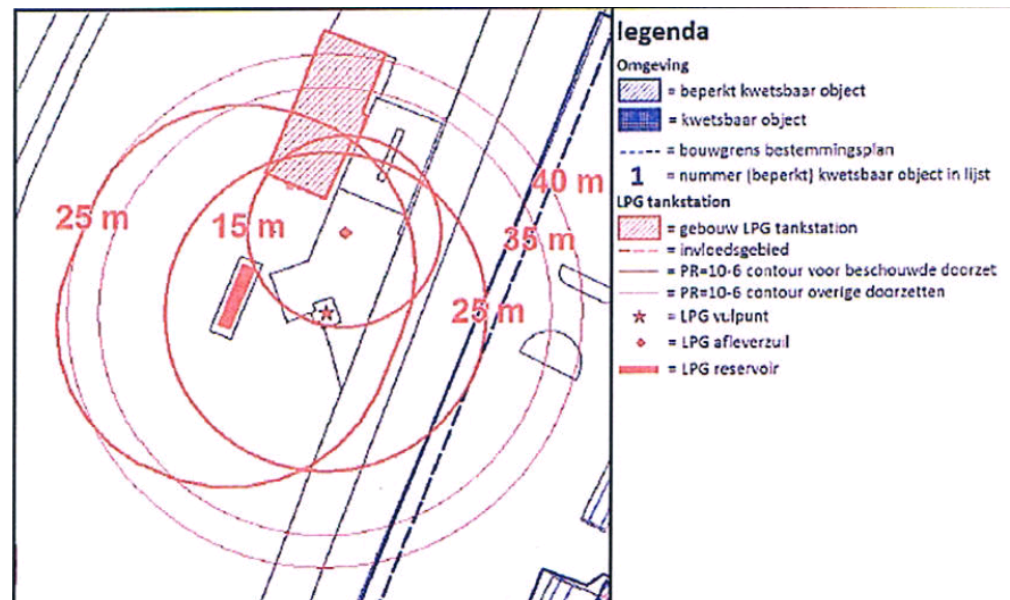 25 m
15 m
40 m
35 m
25 m
legenda
Omgeving
= beperkt kwetsbaar object
= kwetsbaar object
= bouwgrens bestemmingsplan
1 = nummer (beperkt) kwetsbaar object in lijst
LPG tankstation
= gebouw LPG tankstation
= invloedsgebied
= PR=10-6 contour voor beschouwde doorzet
= PR=10-6 contour overige doorzetten
= LPG vulpunt
= LPG afleverzuil
= LPG reservoir